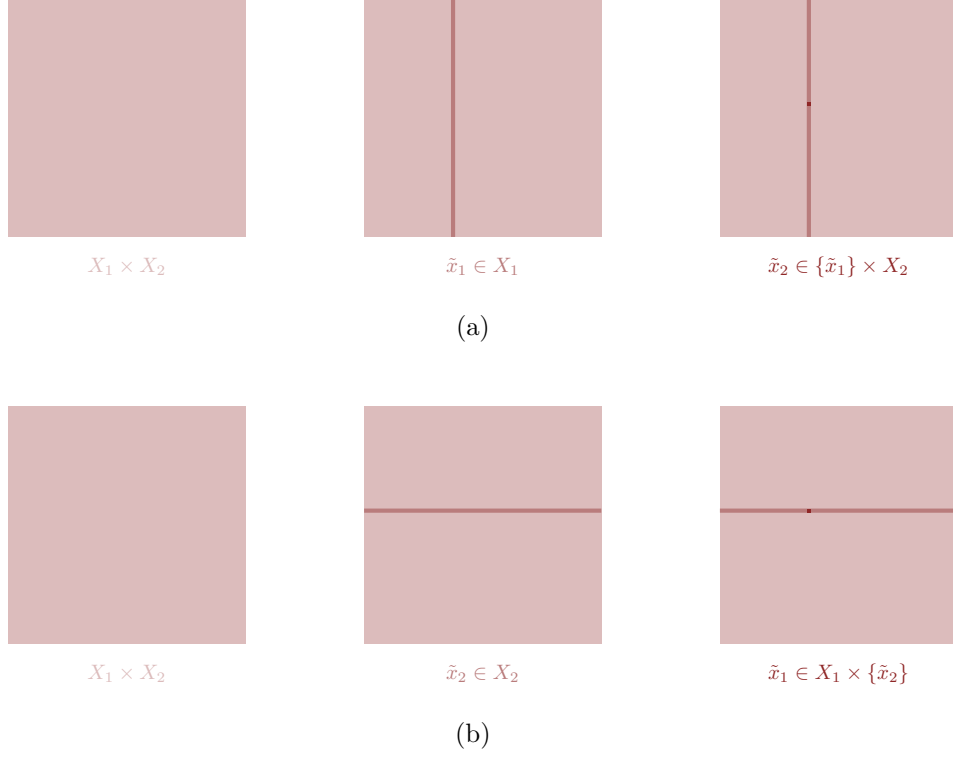 X₁ × X₂
x̃₁ ∈ X₁
x̃₂ ∈ {x̃₁} × X₂
(a)
X₁ × X₂
x̃₂ ∈ X₂
x̃₁ ∈ X₁ × {x̃₂}
(b)